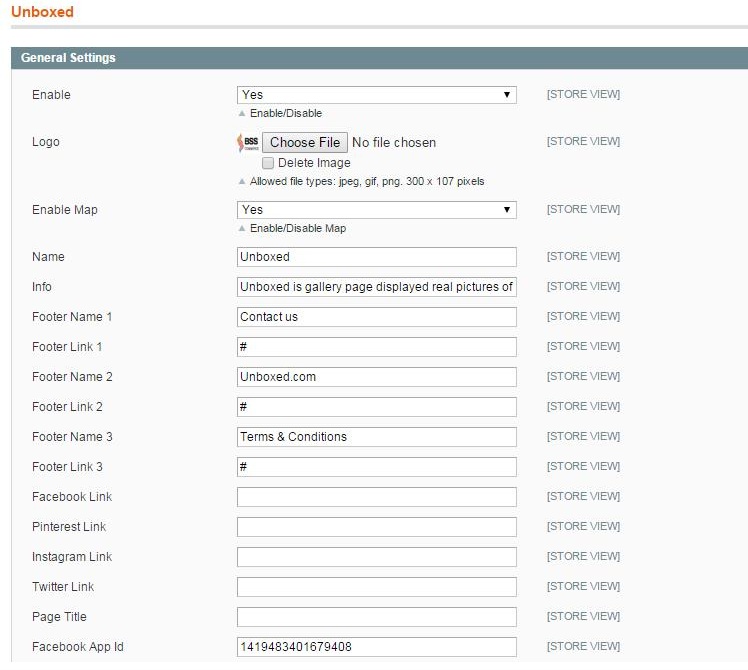 Unboxed
General Settings
Enable Yes ▼ [STORE VIEW]
▲ Enable/Disable
Logo BSS COMMERCE Choose File No file chosen [STORE VIEW]
Delete Image
▲ Allowed file types: jpeg, gif, png. 300 x 107 pixels
Enable Map Yes ▼ [STORE VIEW]
▲ Enable/Disable Map
Name Unboxed [STORE VIEW]
Info Unboxed is gallery page displayed real pictures of [STORE VIEW]
Footer Name 1 Contact us [STORE VIEW]
Footer Link 1 # [STORE VIEW]
Footer Name 2 Unboxed.com [STORE VIEW]
Footer Link 2 # [STORE VIEW]
Footer Name 3 Terms & Conditions [STORE VIEW]
Footer Link 3 # [STORE VIEW]
Facebook Link [STORE VIEW]
Pinterest Link [STORE VIEW]
Instagram Link [STORE VIEW]
Twitter Link [STORE VIEW]
Page Title [STORE VIEW]
Facebook App Id 1419483401679408 [STORE VIEW]